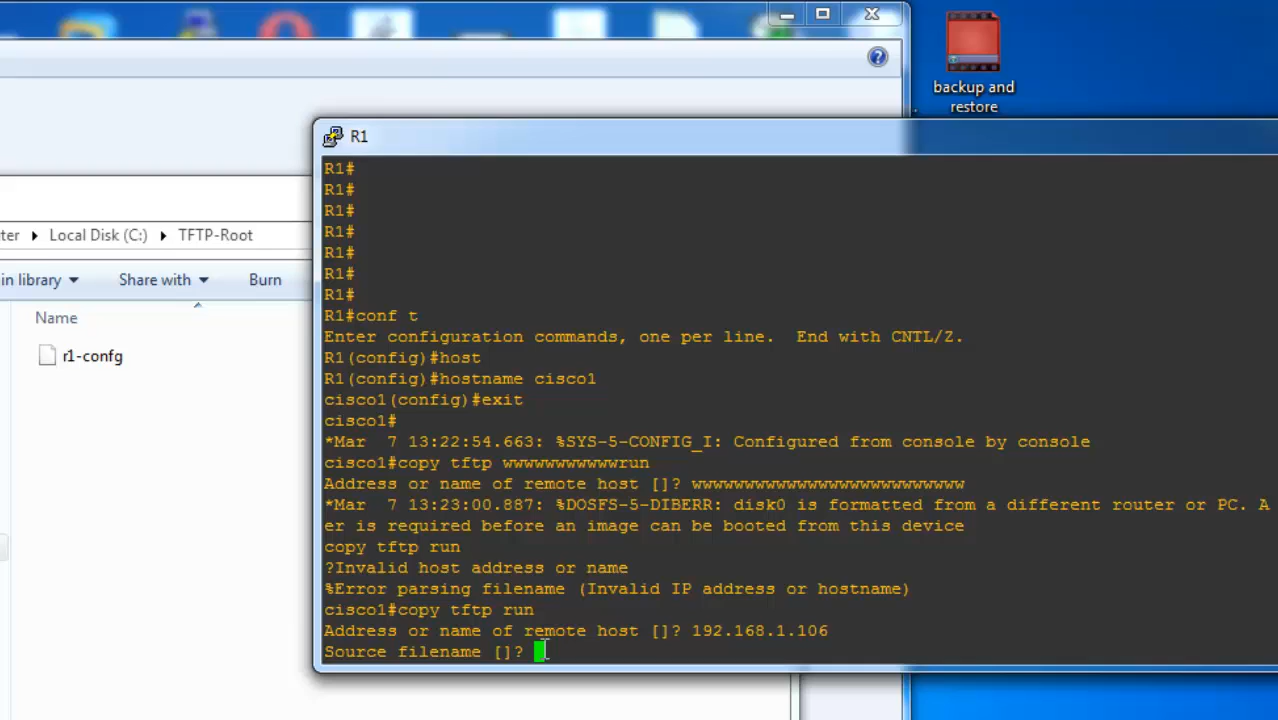 backup and
restore
R1
R1#
R1#
R1#
R1#
R1#
R1#
R1#
R1#conf t
Enter configuration commands, one per line.  End with CNTL/Z.
R1(config)#host
R1(config)#hostname cisco1
cisco1(config)#exit
cisco1#
*Mar  7 13:22:54.663: %SYS-5-CONFIG_I: Configured from console by console
cisco1#copy tftp wwwwwwwwwwwrun
Address or name of remote host []? wwwwwwwwwwwwwwwwwwwwwwwwww
*Mar  7 13:23:00.887: %DOSFS-5-DIBERR: disk0 is formatted from a different router or PC. A
er is required before an image can be booted from this device
copy tftp run
?Invalid host address or name
%Error parsing filename (Invalid IP address or hostname)
cisco1#copy tftp run
Address or name of remote host []? 192.168.1.106
Source filename []?
ter ▸ Local Disk (C:) ▸ TFTP-Root
in library Share with Burn
Name
r1-confg